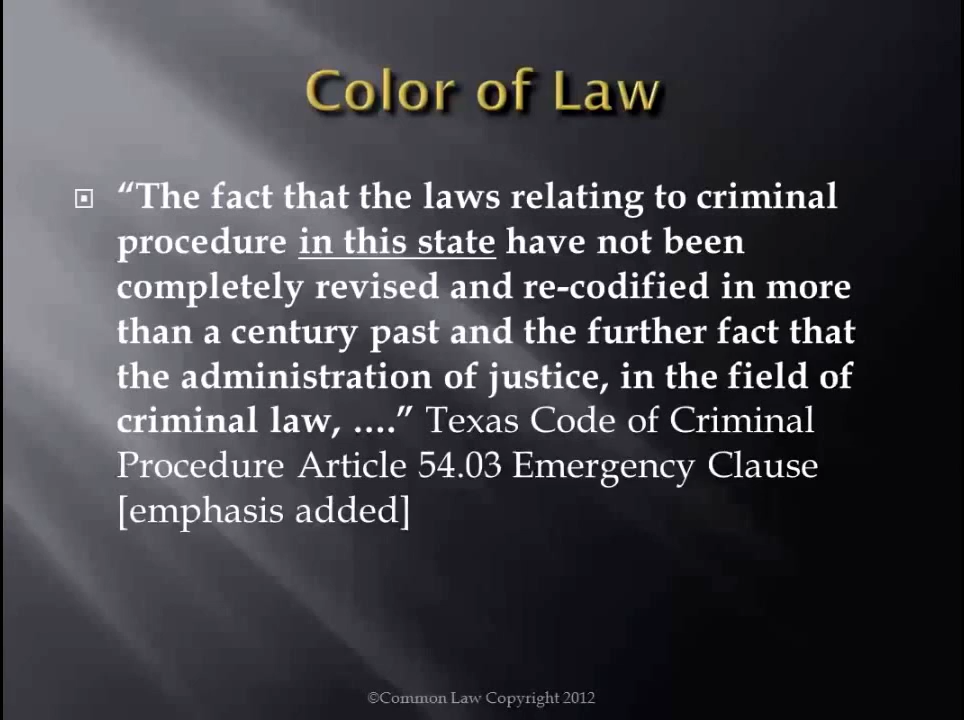 Color of Law
“The fact that the laws relating to criminal
procedure in this state have not been
completely revised and re-codified in more
than a century past and the further fact that
the administration of justice, in the field of
criminal law, ….” Texas Code of Criminal
Procedure Article 54.03 Emergency Clause
[emphasis added]
©Common Law Copyright 2012